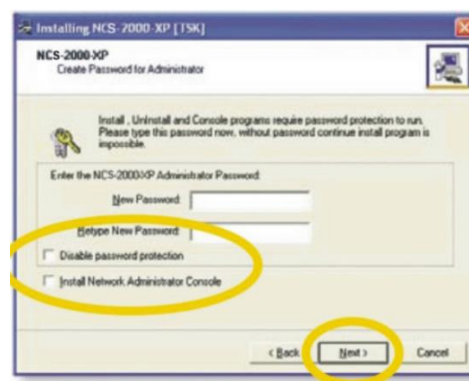 Installing NCS-2000-XP [TSK]
NCS-2000-XP
Create Password for Administrator
Install , UnInstall and Console programs require password protection to run.
Please type this password now, without password continue install program is
impossible.
Enter the NCS-2000-XP Administrator Password:
New Password:
Retype New Password:
Disable password protection
Install Network Administrator Console
< Back
Next >
Cancel